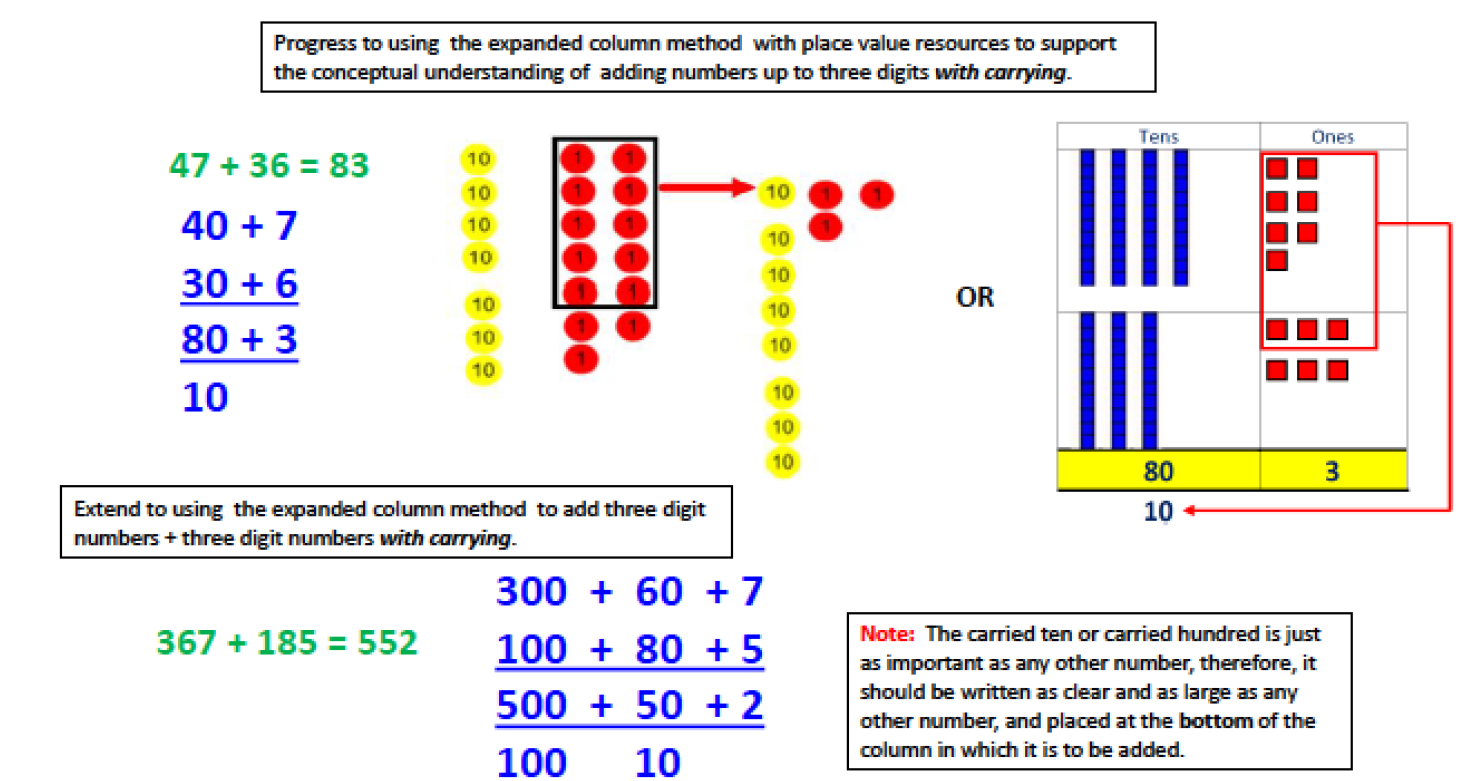 Progress to using the expanded column method with place value resources to support
the conceptual understanding of adding numbers up to three digits with carrying.
47 + 36 = 83
40 + 7
30 + 6
80 + 3
10
10 1 1
10 1 1
10 1 1
10 1 1
1 1
10 1 1
10 1
10
10 1 1
1
10
10
10
10
10
10
10
OR
Tens Ones
80 3
10
Extend to using the expanded column method to add three digit
numbers + three digit numbers with carrying.
367 + 185 = 552
300 + 60 + 7
100 + 80 + 5
500 + 50 + 2
100 10
Note: The carried ten or carried hundred is just
as important as any other number, therefore, it
should be written as clear and as large as any
other number, and placed at the bottom of the
column in which it is to be added.